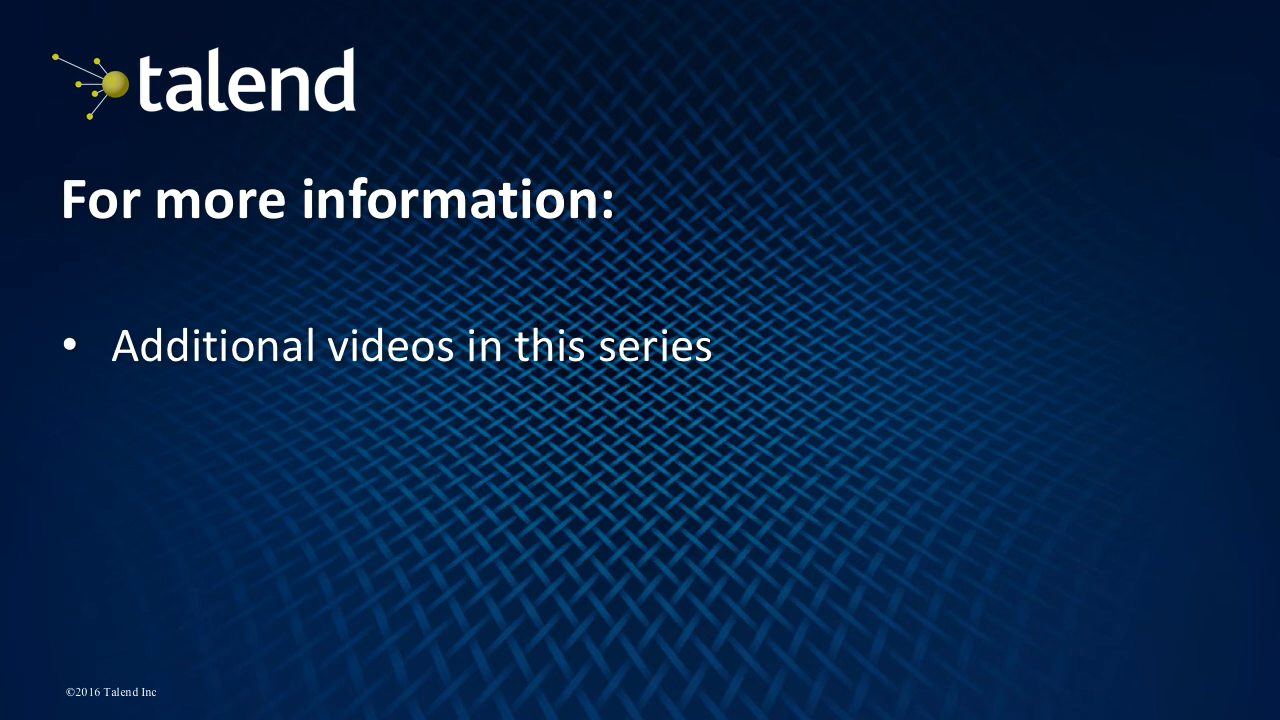 talend
For more information:
• Additional videos in this series
©2016 Talend Inc